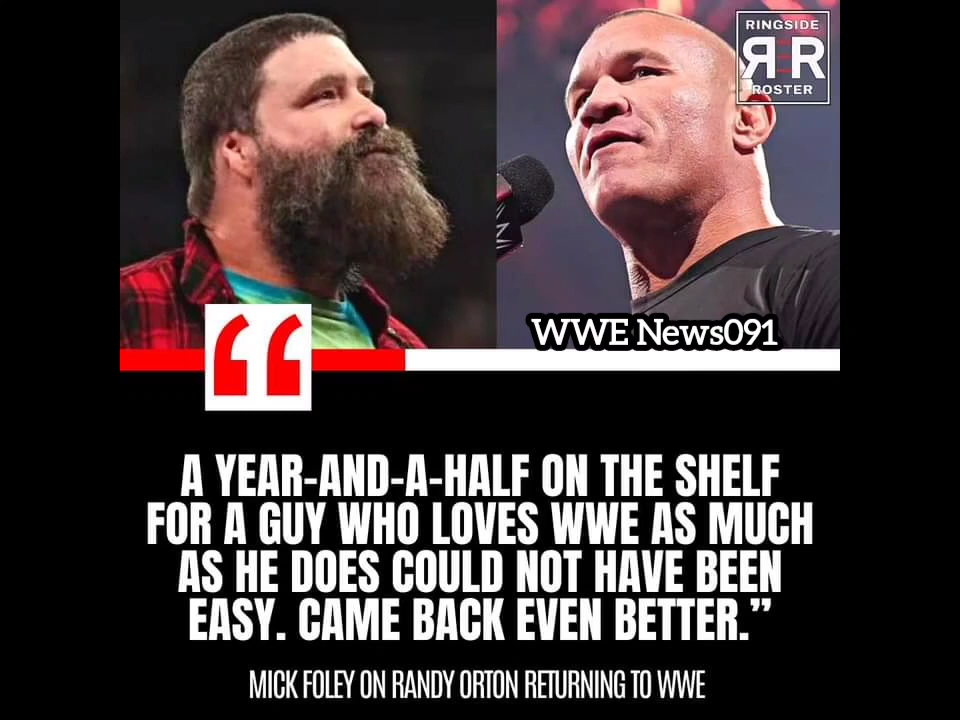 RINGSIDE
RR
ROSTER
WWE News091
“
A YEAR-AND-A-HALF ON THE SHELF
FOR A GUY WHO LOVES WWE AS MUCH
AS HE DOES COULD NOT HAVE BEEN
EASY. CAME BACK EVEN BETTER.”
MICK FOLEY ON RANDY ORTON RETURNING TO WWE